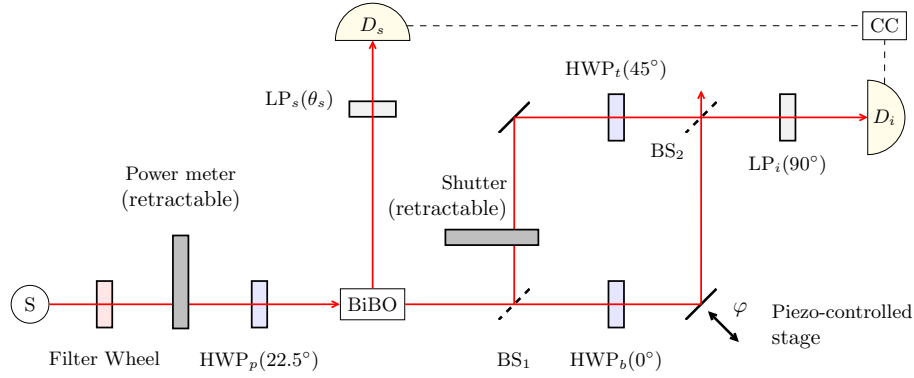 D_s
CC
HWP_t(45°)
LP_s(θ_s)
D_i
BS_2
LP_i(90°)
Power meter
(retractable)
Shutter
(retractable)
S
BiBO
φ
Piezo-controlled
stage
Filter Wheel
HWP_p(22.5°)
BS_1
HWP_b(0°)